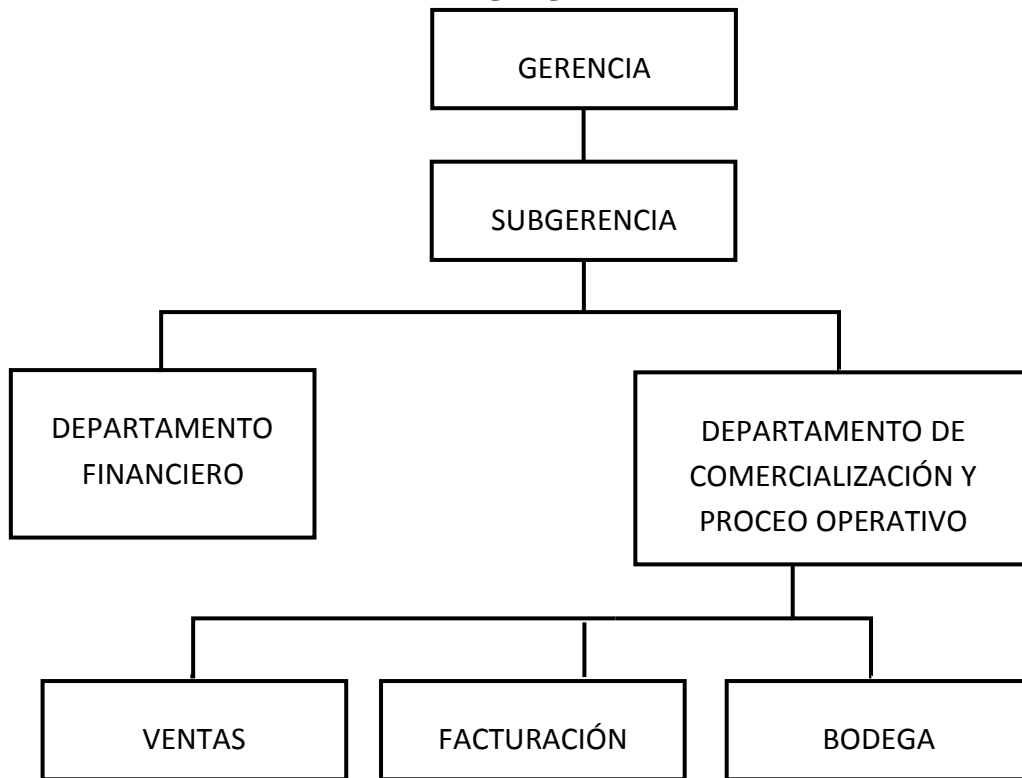 GERENCIA
SUBGERENCIA
DEPARTAMENTO
FINANCIERO
DEPARTAMENTO DE
COMERCIALIZACIÓN Y
PROCEO OPERATIVO
VENTAS
FACTURACIÓN
BODEGA